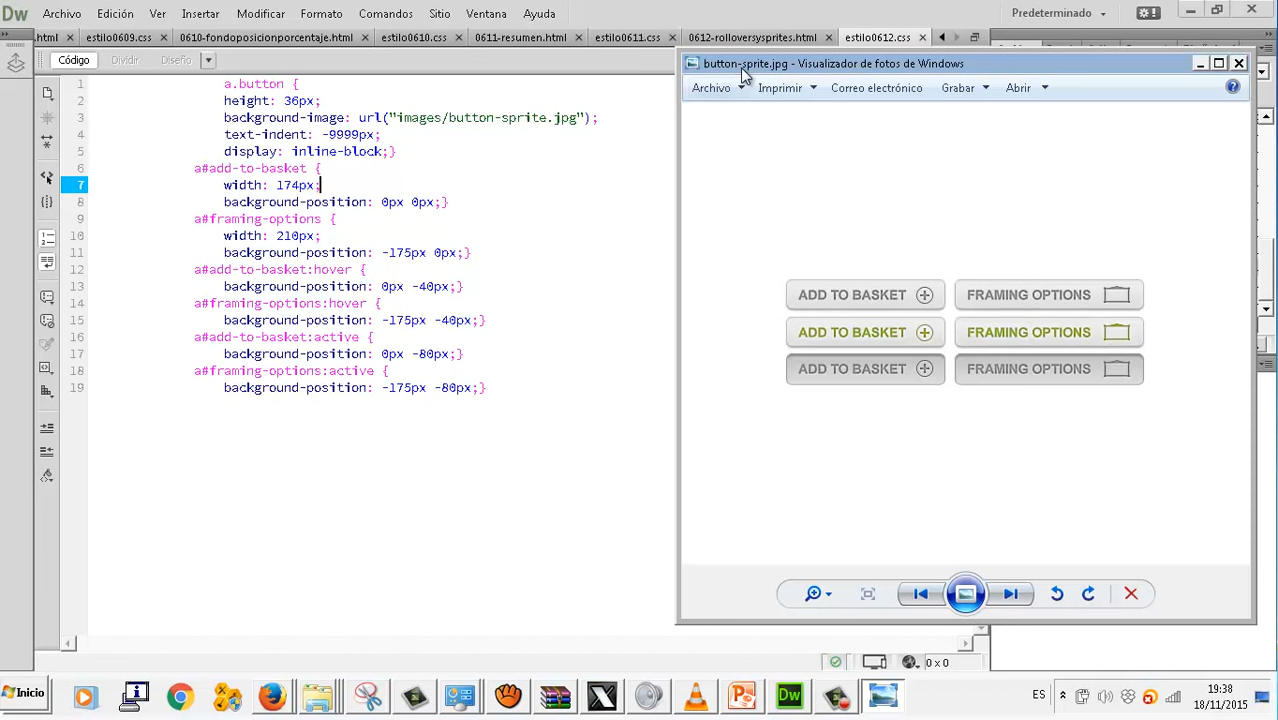 Dw Archivo Edición Ver Insertar Modificar Formato Comandos Sitio Ventana Ayuda Predeterminado
.html estilo0609.css 0610-fondoposicionporcentaje.html estilo0610.css 0611-resumen.html estilo0611.css 0612-rolloversysprites.html estilo0612.css
Código Dividir Diseño
1 a.button {
2 height: 36px;
3 background-image: url("images/button-sprite.jpg");
4 text-indent: -9999px;
5 display: inline-block;}
6 a#add-to-basket {
7 width: 174px;
8 background-position: 0px 0px;}
9 a#framing-options {
10 width: 210px;
11 background-position: -175px 0px;}
12 a#add-to-basket:hover {
13 background-position: 0px -40px;}
14 a#framing-options:hover {
15 background-position: -175px -40px;}
16 a#add-to-basket:active {
17 background-position: 0px -80px;}
18 a#framing-options:active {
19 background-position: -175px -80px;}
button-sprite.jpg - Visualizador de fotos de Windows
Archivo Imprimir Correo electrónico Grabar Abrir
ADD TO BASKET FRAMING OPTIONS
ADD TO BASKET FRAMING OPTIONS
ADD TO BASKET FRAMING OPTIONS
0 x 0
Inicio Dw ES 19:38
18/11/2015